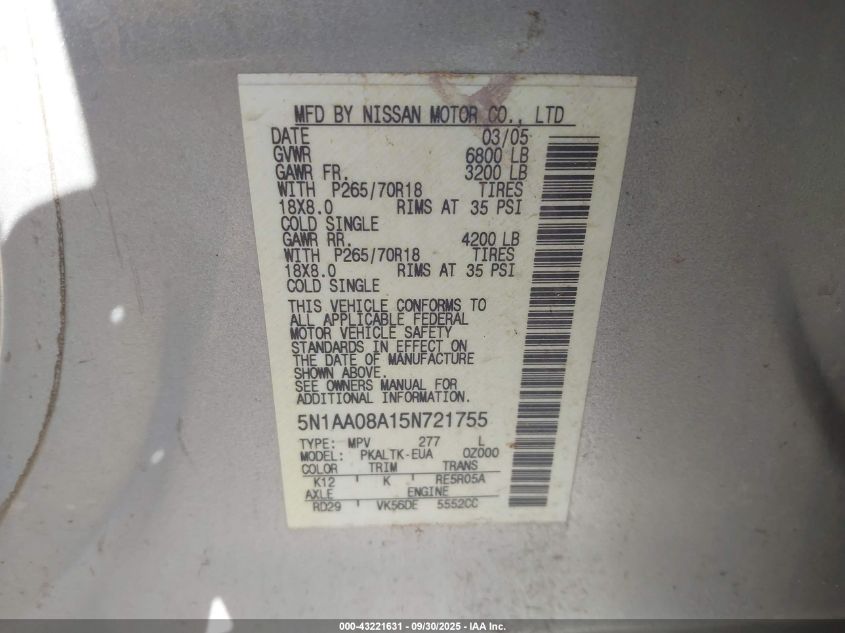 MFD BY NISSAN MOTOR CO., LTD
DATE 03/05
GVWR 6800 LB
GAWR FR. 3200 LB
WITH P265/70R18 TIRES
18X8.0 RIMS AT 35 PSI
COLD SINGLE
GAWR RR. 4200 LB
WITH P265/70R18 TIRES
18X8.0 RIMS AT 35 PSI
COLD SINGLE
THIS VEHICLE CONFORMS TO
ALL APPLICABLE FEDERAL
MOTOR VEHICLE SAFETY
STANDARDS IN EFFECT ON
THE DATE OF MANUFACTURE
SHOWN ABOVE.
SEE OWNERS MANUAL FOR
ADDITIONAL INFORMATION.
5N1AA08A15N721755
TYPE: MPV 277 L
MODEL: PKALTK-EUA 0Z000
COLOR TRIM TRANS
K12 K RE5R05A
AXLE ENGINE
RD29 VK56DE 5552CC
000-43221631 - 09/30/2025 - IAA Inc.